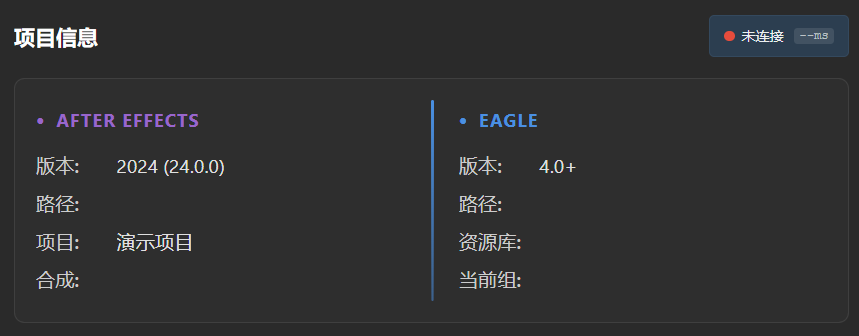 项目信息
未连接 --ms
• AFTER EFFECTS
版本: 2024 (24.0.0)
路径:
项目: 演示项目
合成:
• EAGLE
版本: 4.0+
路径:
资源库:
当前组: